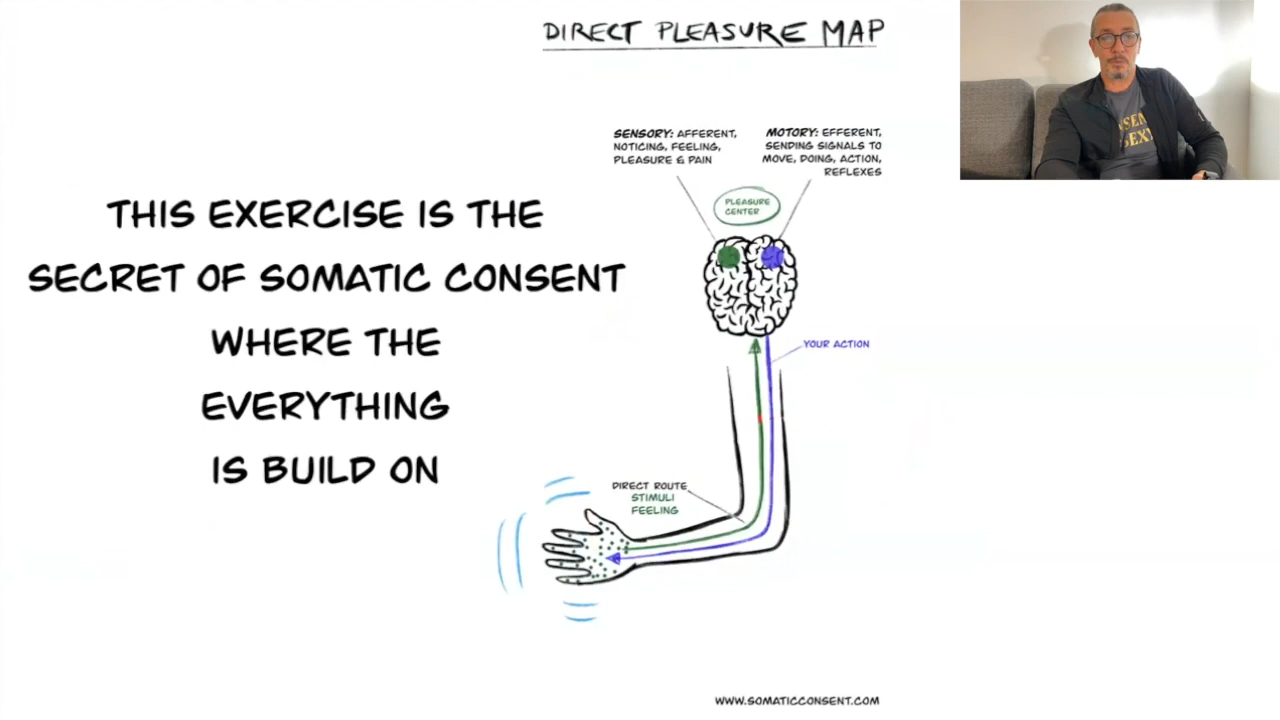 DIRECT PLEASURE MAP
SENSORY: AFFERENT,
NOTICING, FEELING,
PLEASURE & PAIN
MOTORY: EFFERENT,
SENDING SIGNALS TO
MOVE, DOING, ACTION,
REFLEXES
PLEASURE
CENTER
THIS EXERCISE IS THE
SECRET OF SOMATIC CONSENT
WHERE THE
EVERYTHING
IS BUILD ON
YOUR ACTION
DIRECT ROUTE
STIMULI
FEELING
WWW.SOMATICCONSENT.COM